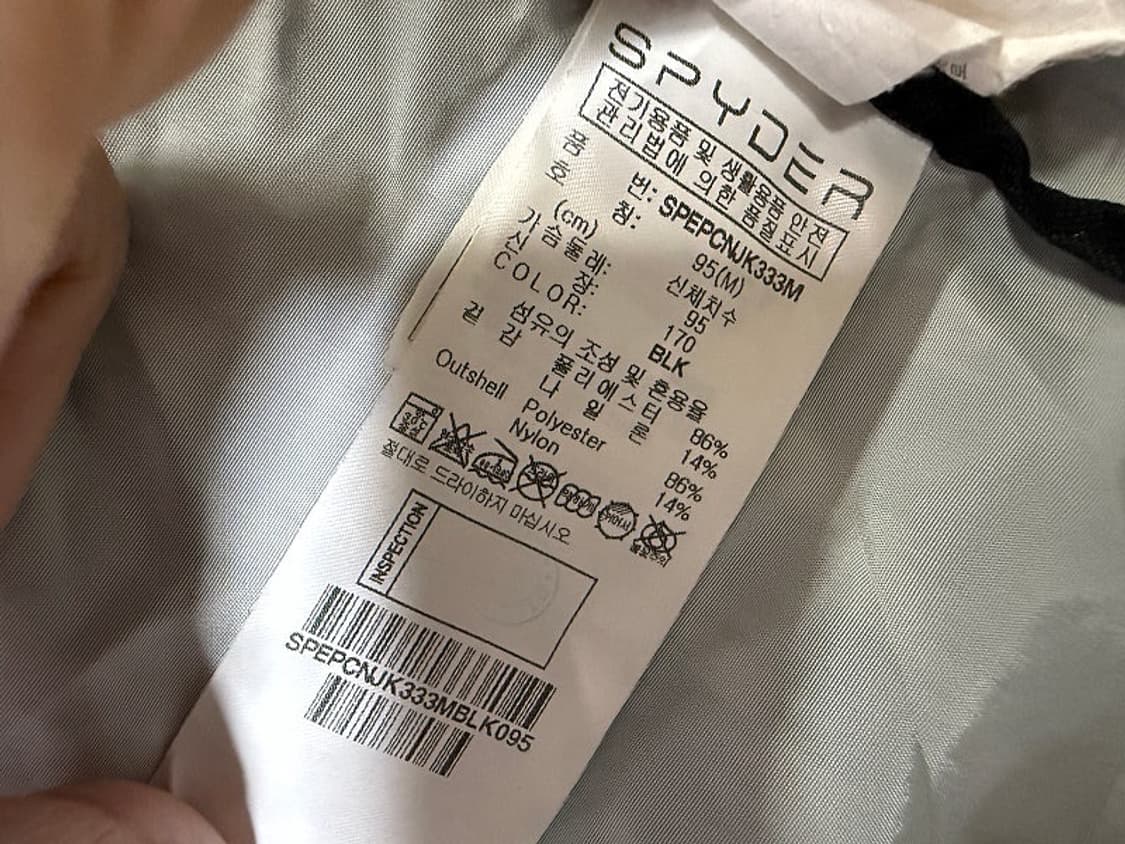 SPYDER
전기용품 및 생활용품 안전
관리법에 의한 품질표시
품 번: SPEPCNJK333M
호 칭: 95(M)
(cm) 신체치수
가슴둘레: 95
신 장: 170
COLOR: BLK
섬유의 조성 및 혼용율
겉감 폴리에스터 86%
나 일 론 14%
Outshell Polyester 86%
Nylon 14%
절대로 드라이하지 마십시오
INSPECTION
SPEPCNJK333MBLK095